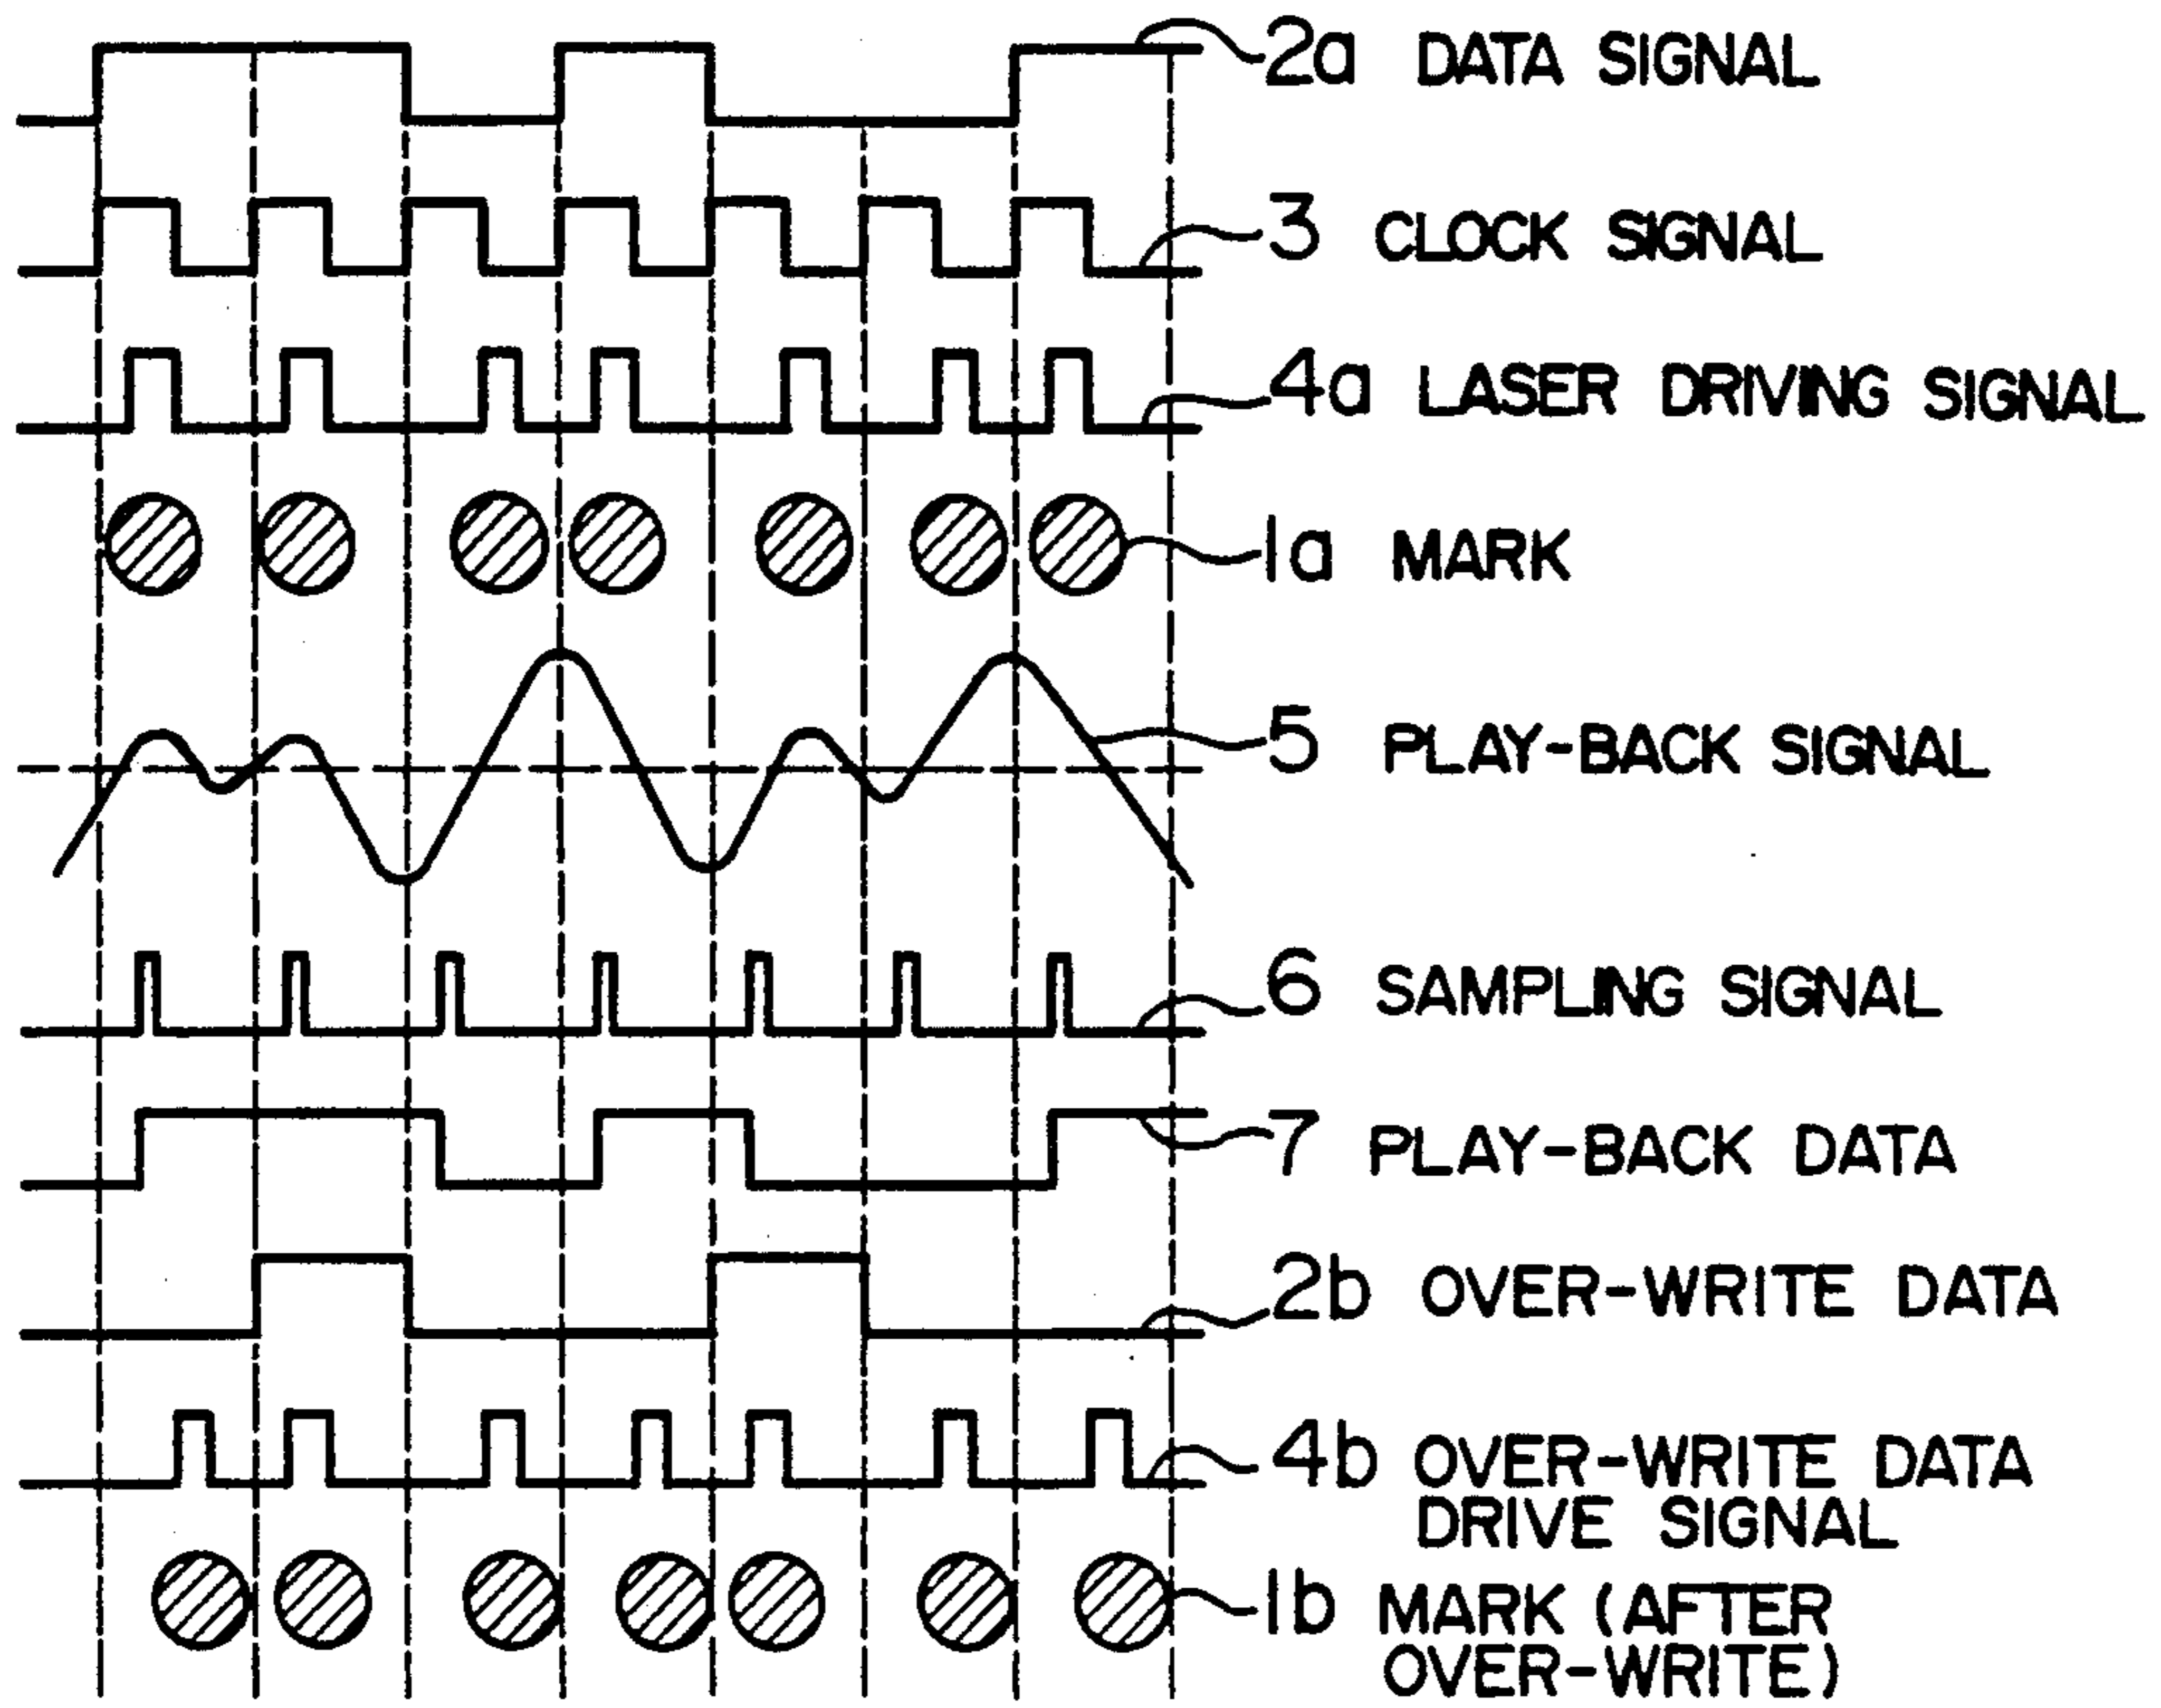 2a DATA SIGNAL
3 CLOCK SIGNAL
4a LASER DRIVING SIGNAL
1a MARK
5 PLAY-BACK SIGNAL
6 SAMPLING SIGNAL
7 PLAY-BACK DATA
2b OVER-WRITE DATA
4b OVER-WRITE DATA
DRIVE SIGNAL
1b MARK (AFTER
OVER-WRITE)